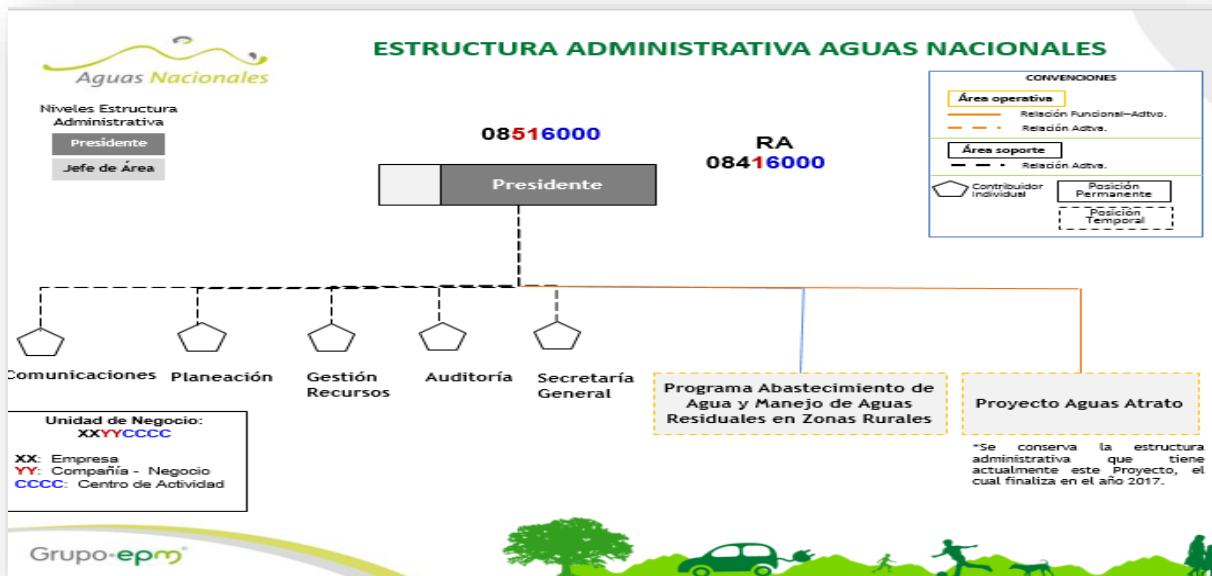 Aguas Nacionales
ESTRUCTURA ADMINISTRATIVA AGUAS NACIONALES
Niveles Estructura
Administrativa
Presidente
Jefe de Área
08516000
RA
08416000
Presidente
CONVENCIONES
Área operativa
Relación Funcional-Adtvo.
Relación Adtva.
Área soporte
Relación Adtva.
Contribuidor
Individual
Posición
Permanente
Posición
Temporal
Comunicaciones
Planeación
Gestión
Recursos
Auditoría
Secretaría
General
Programa Abastecimiento de
Agua y Manejo de Aguas
Residuales en Zonas Rurales
Proyecto Aguas Atrato
*Se conserva la estructura
administrativa que tiene
actualmente este Proyecto, el
cual finaliza en el año 2017.
Unidad de Negocio:
XXYYCCCC
XX: Empresa
YY: Compañía - Negocio
CCCC: Centro de Actividad
Grupo·epm®